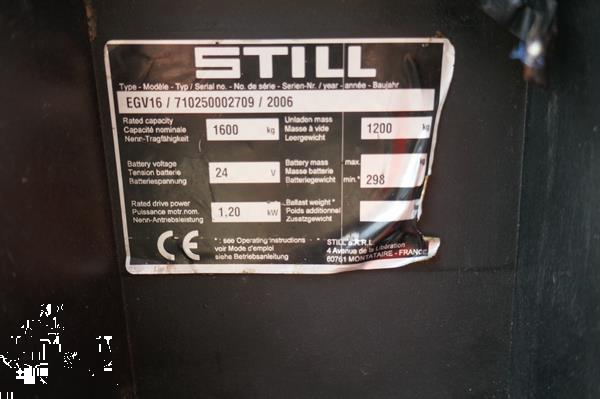 STILL
Type - Modèle - Typ / Serial no. - No. de série - Serien-Nr. / year - année - Baujahr
EGV16 / 710250002709 / 2006
Rated capacity
Capacité nominale
Nenn-Tragfähigkeit
1600 kg
Unladen mass
Masse à vide
Leergewicht
1200 kg
Battery voltage
Tension batterie
Batteriespannung
24 V
Battery mass
Masse batterie
Batteriegewicht
max.
min.* 298
Rated drive power
Puissance motr.nom.
Nenn-Antriebsleistung
1,20 kW
Ballast weight *
Poids additionnel
Zusatzgewicht
CE
*: see Operating Instructions
voir Mode d'emploi
siehe Betriebsanleitung
STILL S.A.R.L
4 Avenue de la Libération
60761 MONTATAIRE - FRANCE